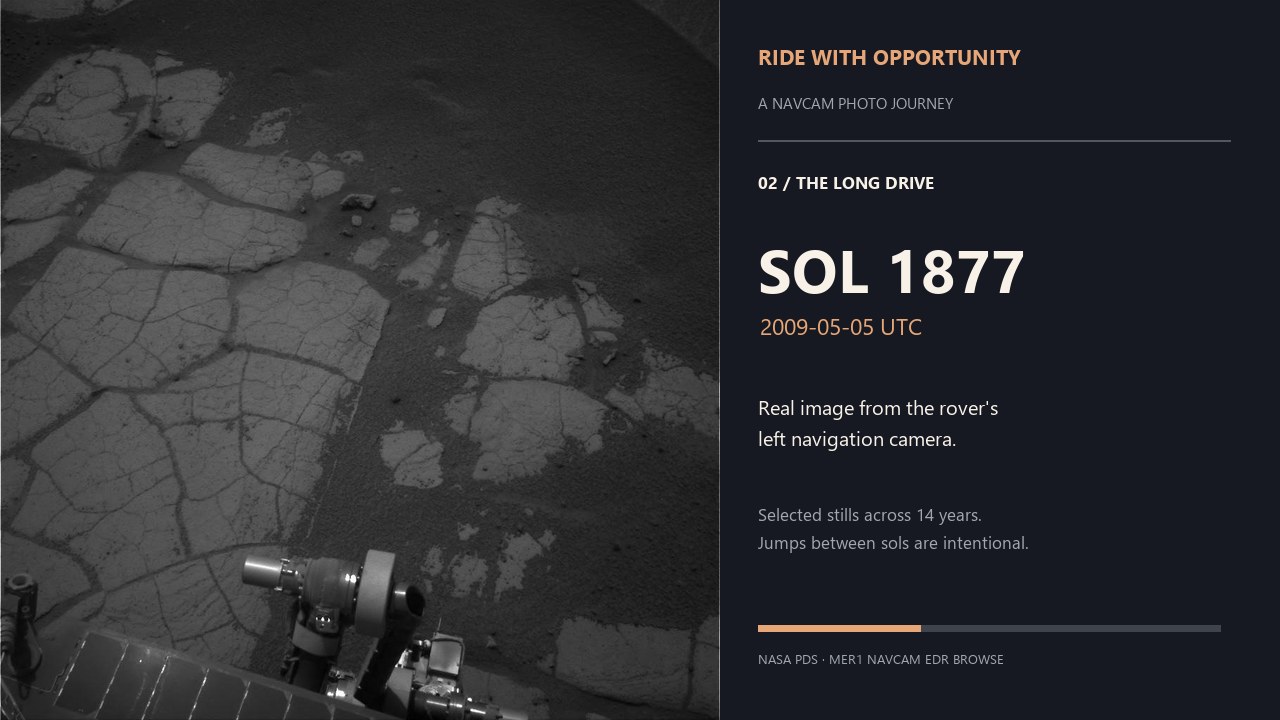 RIDE WITH OPPORTUNITY
A NAVCAM PHOTO JOURNEY
02 / THE LONG DRIVE
SOL 1877
2009-05-05 UTC
Real image from the rover's
left navigation camera.
Selected stills across 14 years.
Jumps between sols are intentional.
NASA PDS · MER1 NAVCAM EDR BROWSE